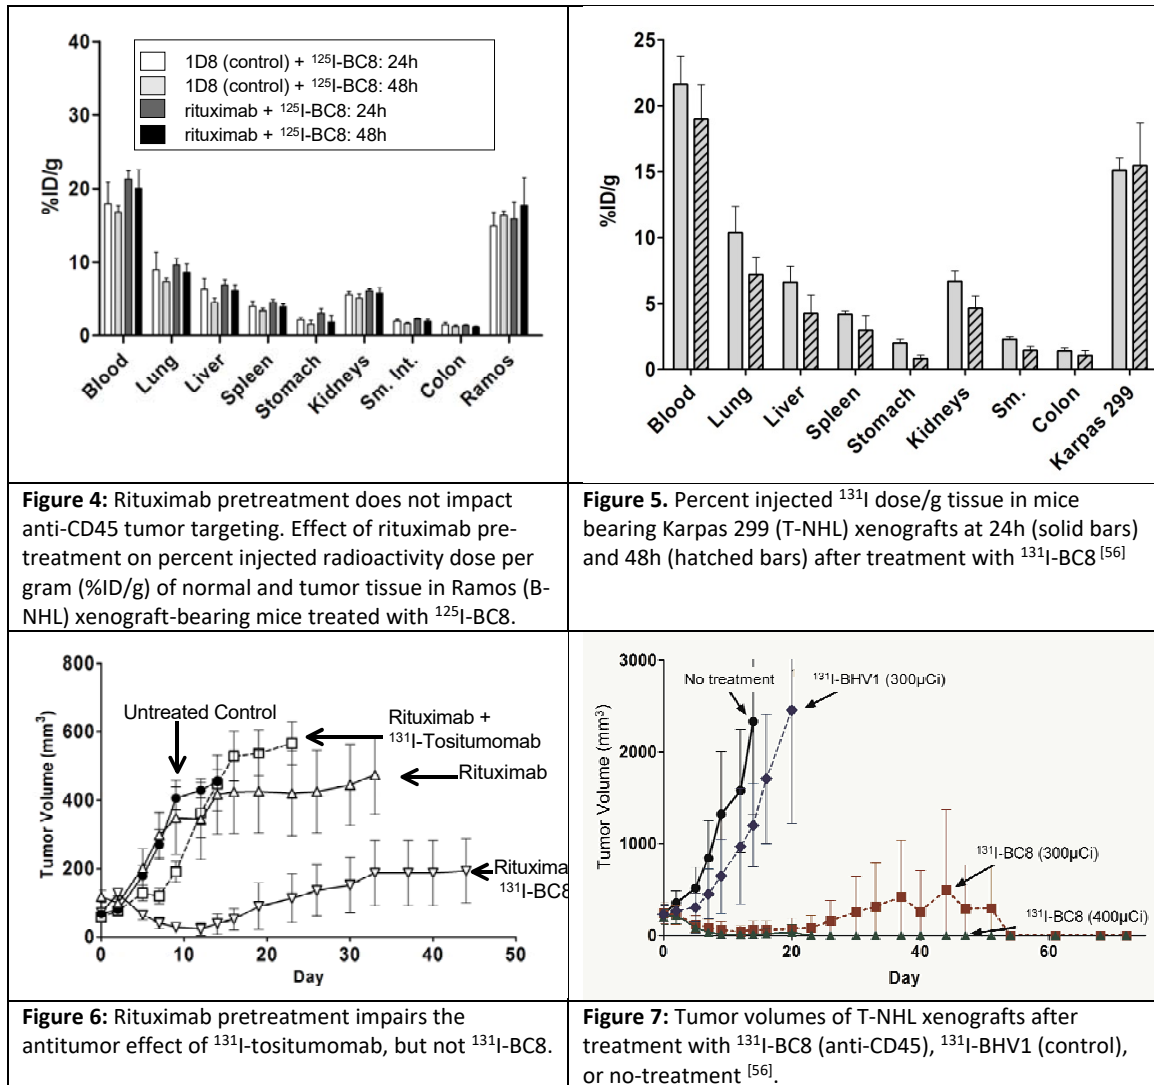 40
30
20
10
0
%ID/g
1D8 (control) + ¹²⁵I-BC8: 24h
1D8 (control) + ¹²⁵I-BC8: 48h
rituximab + ¹²⁵I-BC8: 24h
rituximab + ¹²⁵I-BC8: 48h
Blood
Lung
Liver
Spleen
Stomach
Kidneys
Sm. Int.
Colon
Ramos
25
20
15
10
5
0
%ID/g
Blood
Lung
Liver
Spleen
Stomach
Kidneys
Sm.
Colon
Karpas 299
Figure 4: Rituximab pretreatment does not impact
anti-CD45 tumor targeting. Effect of rituximab pre-
treatment on percent injected radioactivity dose per
gram (%ID/g) of normal and tumor tissue in Ramos (B-
NHL) xenograft-bearing mice treated with ¹²⁵I-BC8.
Figure 5. Percent injected ¹³¹I dose/g tissue in mice
bearing Karpas 299 (T-NHL) xenografts at 24h (solid bars)
and 48h (hatched bars) after treatment with ¹³¹I-BC8 [56]
800
600
400
200
0
Tumor Volume (mm³)
Untreated Control
Rituximab +
¹³¹I-Tositumomab
Rituximab
Rituxima
¹³¹I-BC8
0 10 20 30 40 50
Day
3000
2000
1000
0
Tumor Volume (mm³)
No treatment
¹³¹I-BHV1 (300µCi)
¹³¹I-BC8 (300µCi)
¹³¹I-BC8 (400µCi)
0 20 40 60
Day
Figure 6: Rituximab pretreatment impairs the
antitumor effect of ¹³¹I-tositumomab, but not ¹³¹I-BC8.
Figure 7: Tumor volumes of T-NHL xenografts after
treatment with ¹³¹I-BC8 (anti-CD45), ¹³¹I-BHV1 (control),
or no-treatment [56].